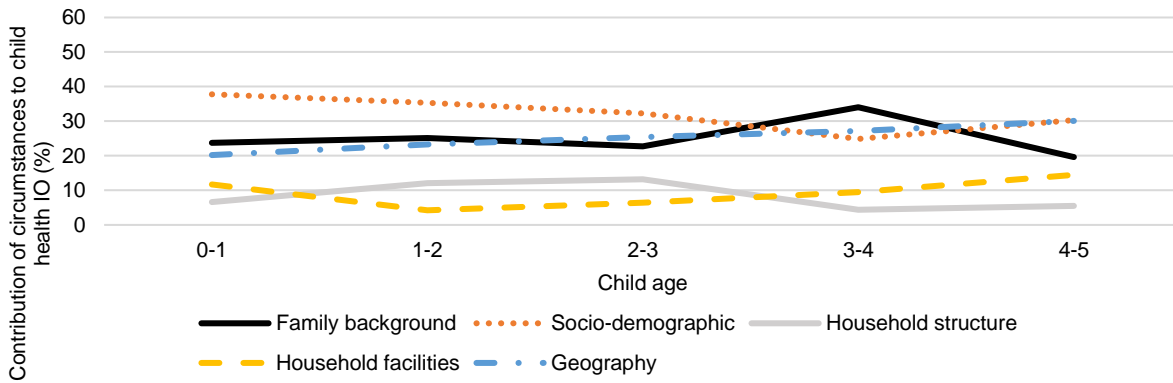 Contribution of circumstances to child
health IO (%)
60
50
40
30
20
10
0
0-1 1-2 2-3 3-4 4-5
Child age
Family background Socio-demographic Household structure
Household facilities Geography